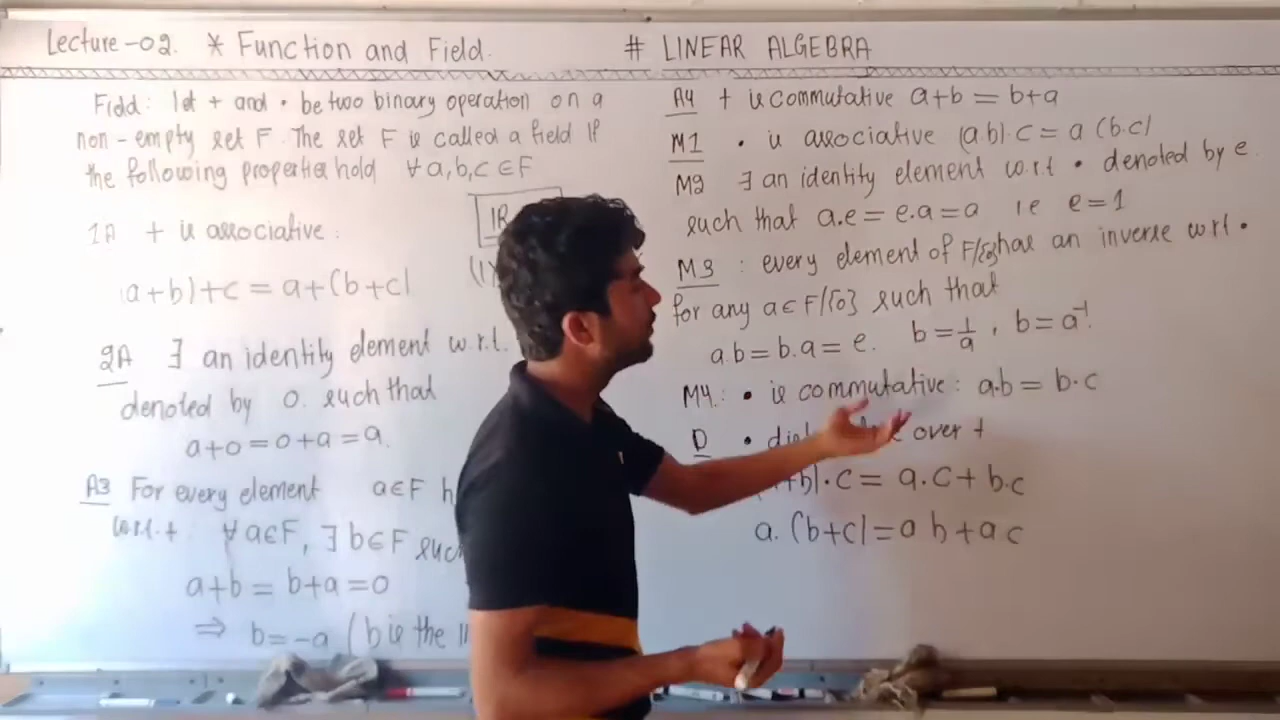 Lecture-02. * Function and Field.
# LINEAR ALGEBRA
Field: let + and • be two binary operation on a
non-empty set F. The set F is called a field if
the following properties hold ∀ a,b,c ∈ F
1A + is associative:
(a+b)+c = a+(b+c)
2A ∃ an identity element w.r.t.
denoted by 0. such that
a+0 = 0+a = a.
A3 For every element a∈F
w.r.t. + ∀ a∈F, ∃ b∈F such
a+b = b+a = 0
⇒ b = -a (b is the
IR
A4 + is commutative a+b = b+a
M1 • is associative (a.b).c = a.(b.c)
M2 ∃ an identity element w.r.t • denoted by e.
such that a.e = e.a = a ie e=1
M3 : every element of F/{0} has an inverse w.r.t •
for any a∈F/{0} such that
a.b = b.a = e. b = 1/a , b = a⁻¹.
M4: • is commutative: a.b = b.c
D • over +
+b).c = a.c + b.c
a.(b+c) = a b + a c